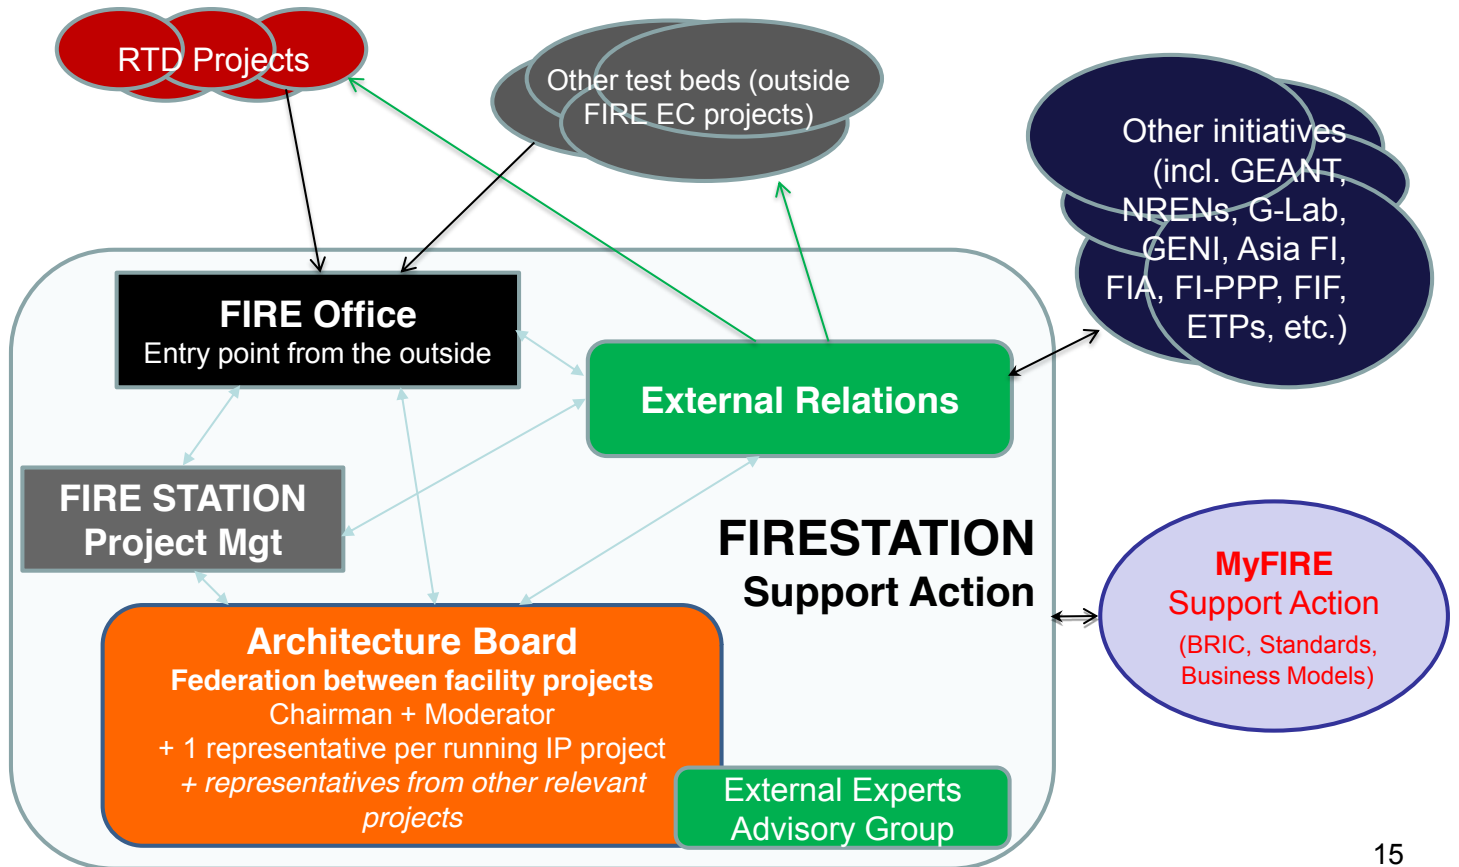 RTD Projects
Other test beds (outside
FIRE EC projects)
Other initiatives
(incl. GEANT,
NRENs, G-Lab,
GENI, Asia FI,
FIA, FI-PPP, FIF,
ETPs, etc.)
FIRE Office
Entry point from the outside
External Relations
FIRE STATION
Project Mgt
FIRESTATION
Support Action
MyFIRE
Support Action
(BRIC, Standards,
Business Models)
Architecture Board
Federation between facility projects
Chairman + Moderator
+ 1 representative per running IP project
+ representatives from other relevant
projects
External Experts
Advisory Group
15